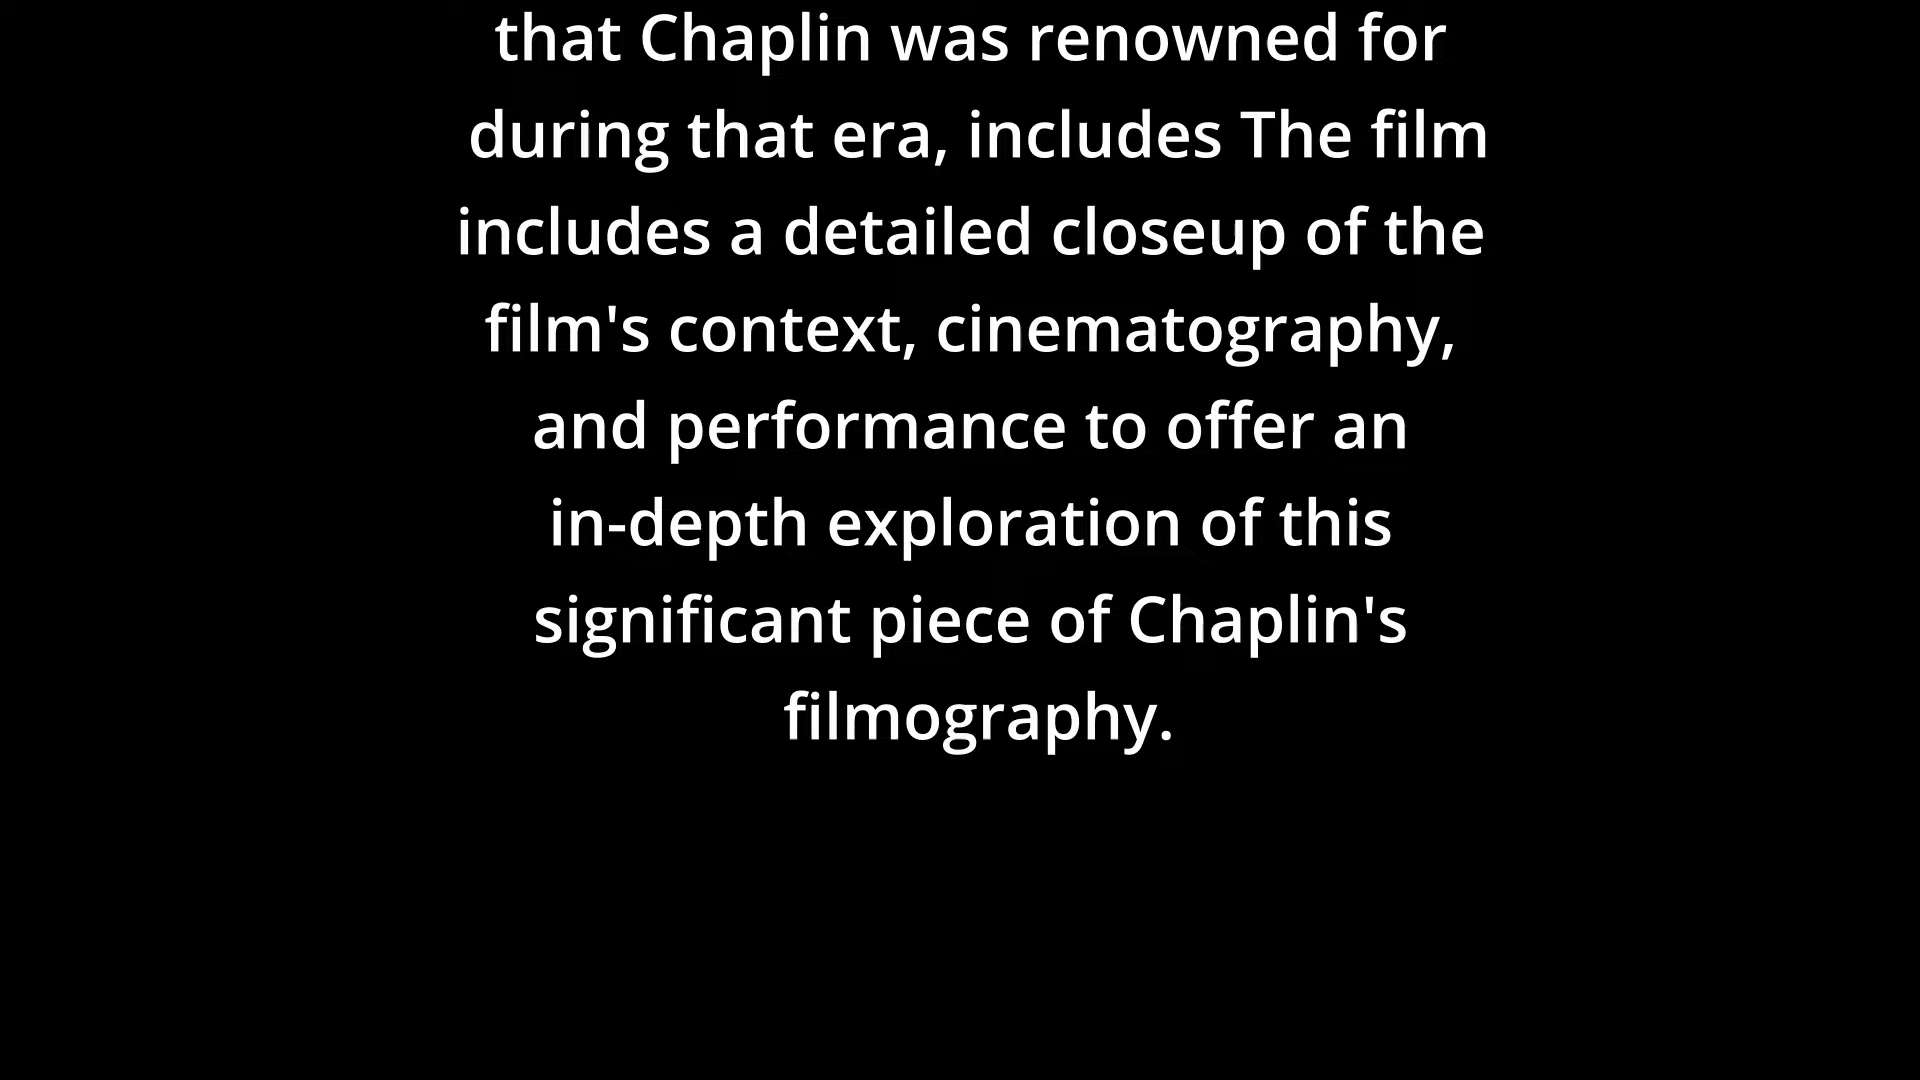 that Chaplin was renowned for
during that era, includes The film
includes a detailed closeup of the
film's context, cinematography,
and performance to offer an
in-depth exploration of this
significant piece of Chaplin's
filmography.